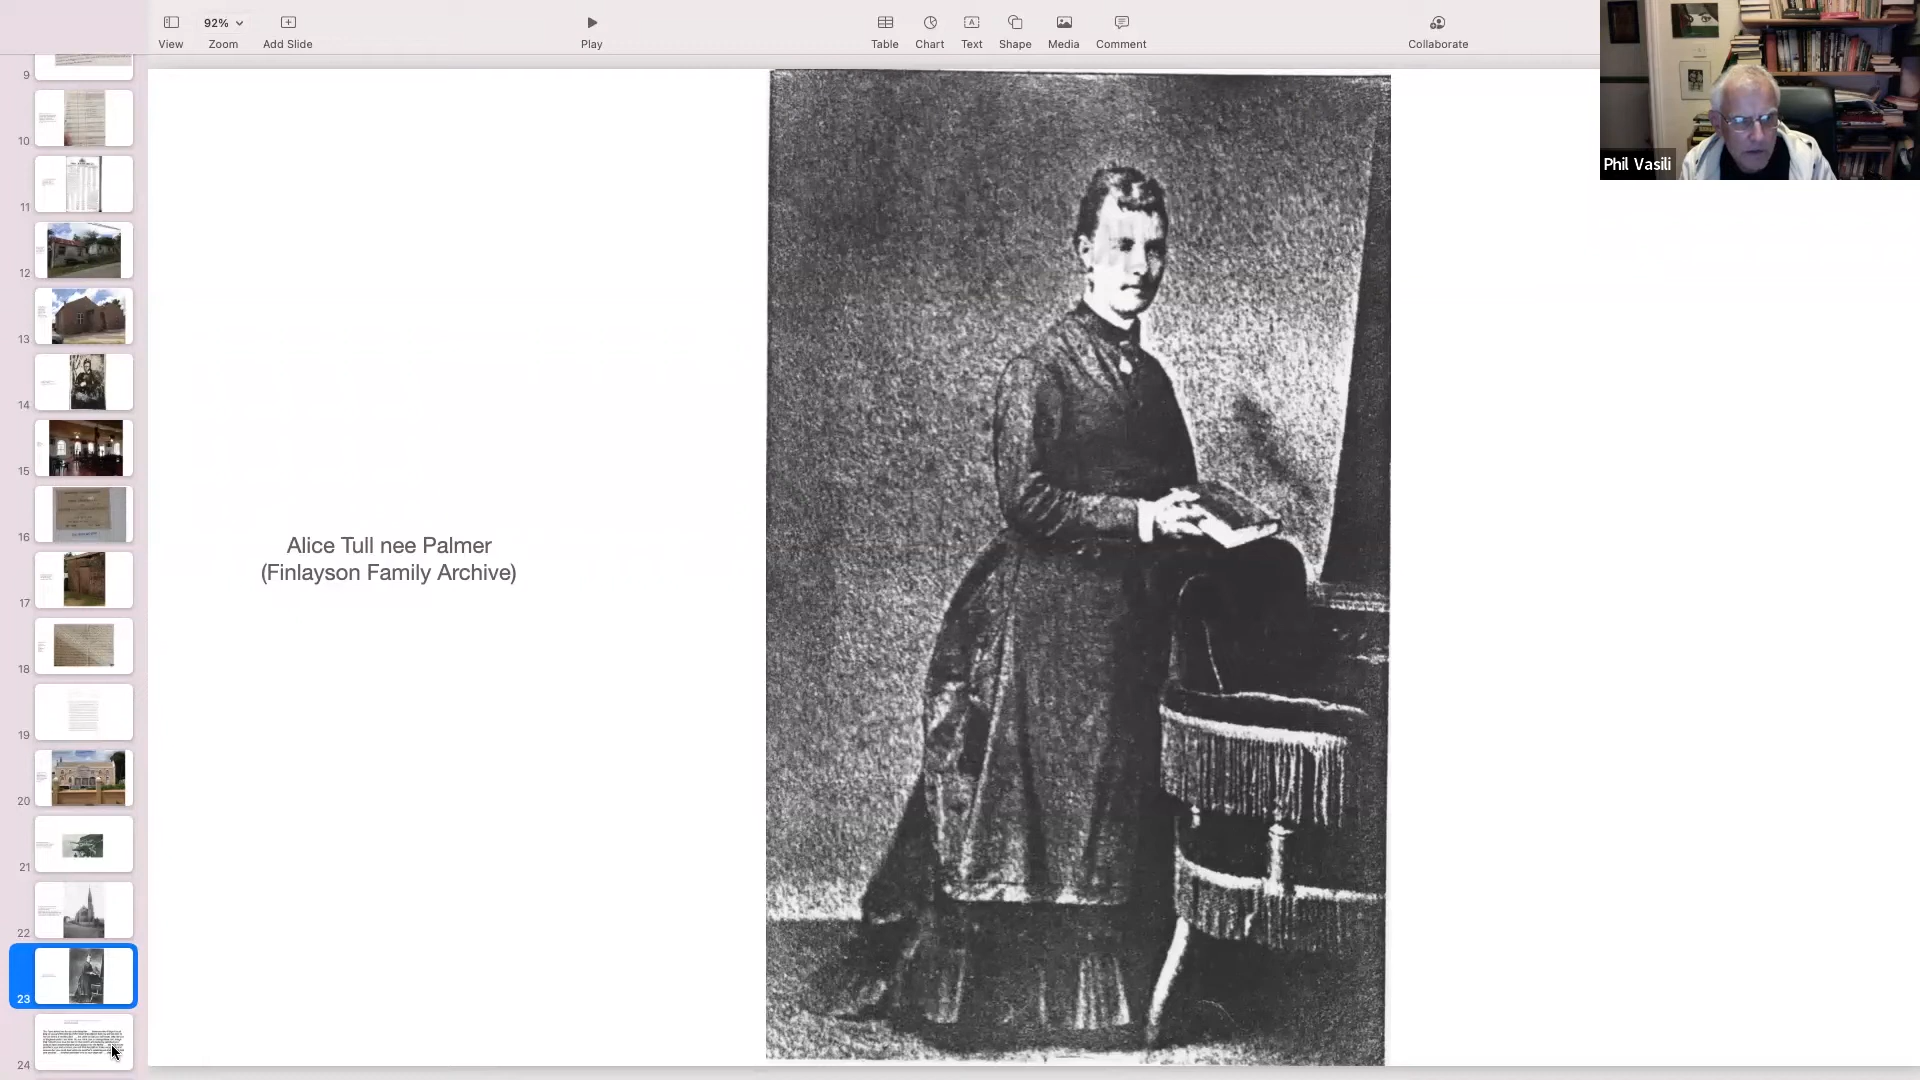 92%
View
Zoom
Add Slide
Play
Table
Chart
Text
Shape
Media
Comment
Collaborate
Phil Vasili
Alice Tull nee Palmer
(Finlayson Family Archive)
9
10
11
12
13
14
15
16
17
18
19
20
21
22
23
24